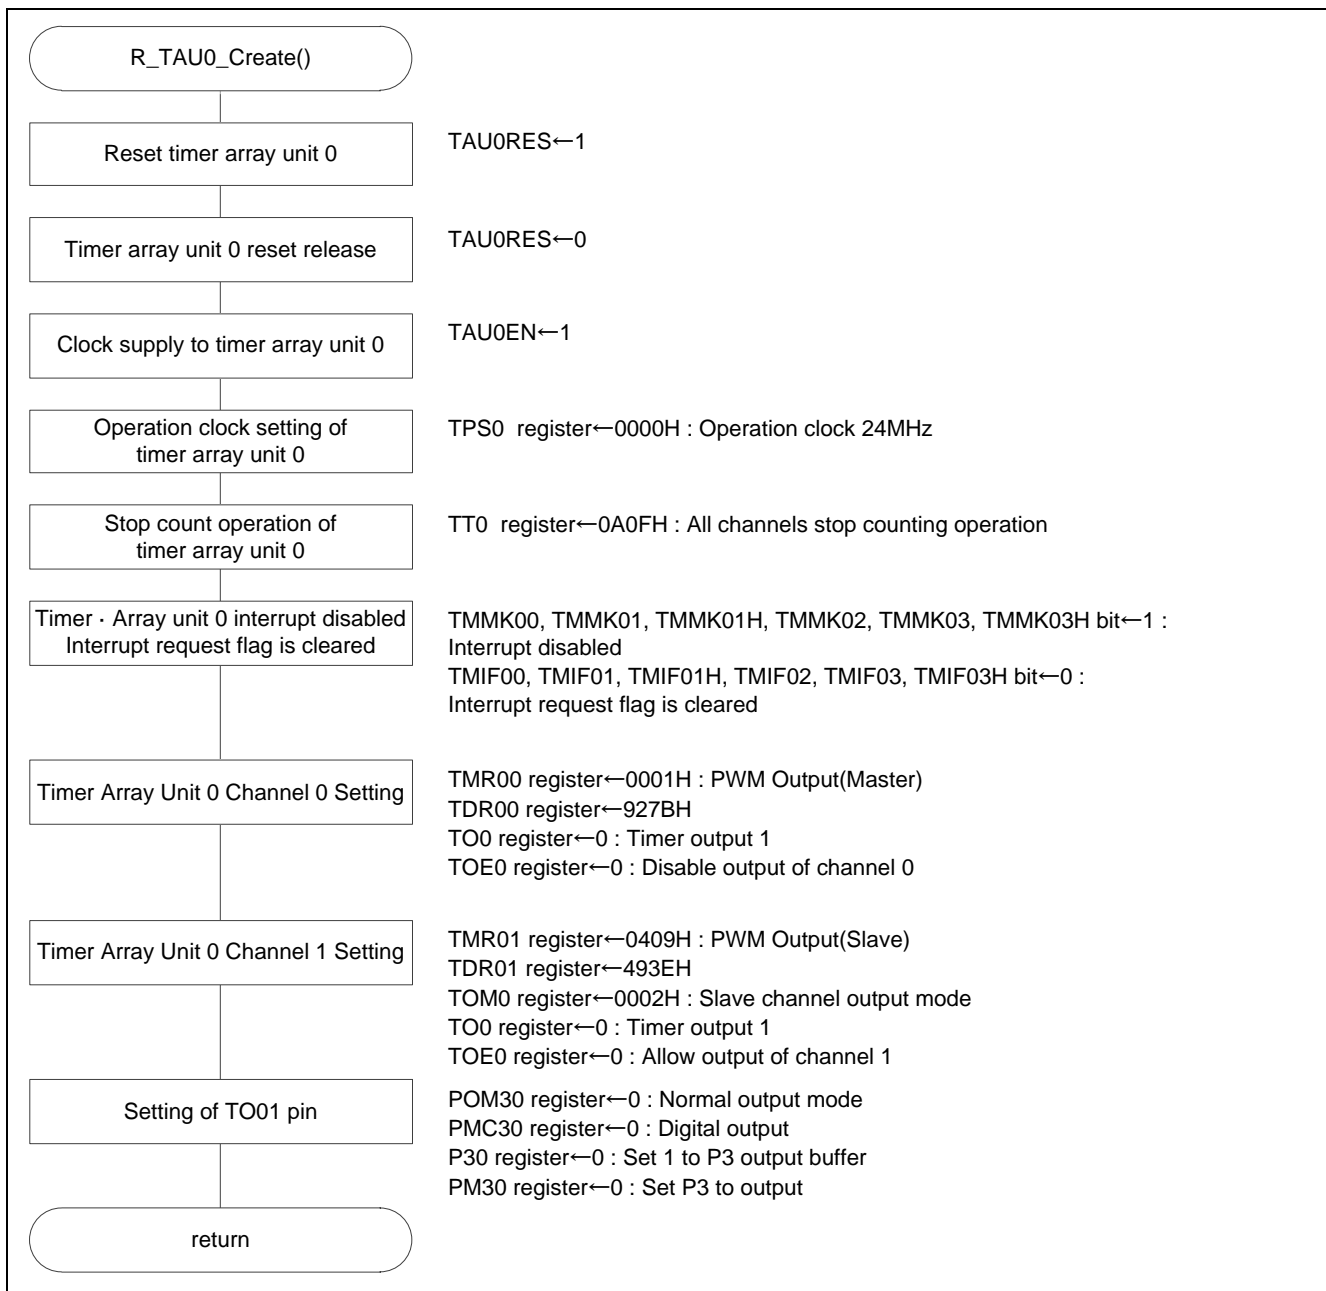 R_TAU0_Create()
Reset timer array unit 0
TAU0RES←1
Timer array unit 0 reset release
TAU0RES←0
Clock supply to timer array unit 0
TAU0EN←1
Operation clock setting of
timer array unit 0
TPS0  register←0000H : Operation clock 24MHz
Stop count operation of
timer array unit 0
TT0  register←0A0FH : All channels stop counting operation
Timer · Array unit 0 interrupt disabled
Interrupt request flag is cleared
TMMK00, TMMK01, TMMK01H, TMMK02, TMMK03, TMMK03H bit←1 :
Interrupt disabled
TMIF00, TMIF01, TMIF01H, TMIF02, TMIF03, TMIF03H bit←0 :
Interrupt request flag is cleared
Timer Array Unit 0 Channel 0 Setting
TMR00 register←0001H : PWM Output(Master)
TDR00 register←927BH
TO0 register←0 : Timer output 1
TOE0 register←0 : Disable output of channel 0
Timer Array Unit 0 Channel 1 Setting
TMR01 register←0409H : PWM Output(Slave)
TDR01 register←493EH
TOM0 register←0002H : Slave channel output mode
TO0 register←0 : Timer output 1
TOE0 register←0 : Allow output of channel 1
Setting of TO01 pin
POM30 register←0 : Normal output mode
PMC30 register←0 : Digital output
P30 register←0 : Set 1 to P3 output buffer
PM30 register←0 : Set P3 to output
return